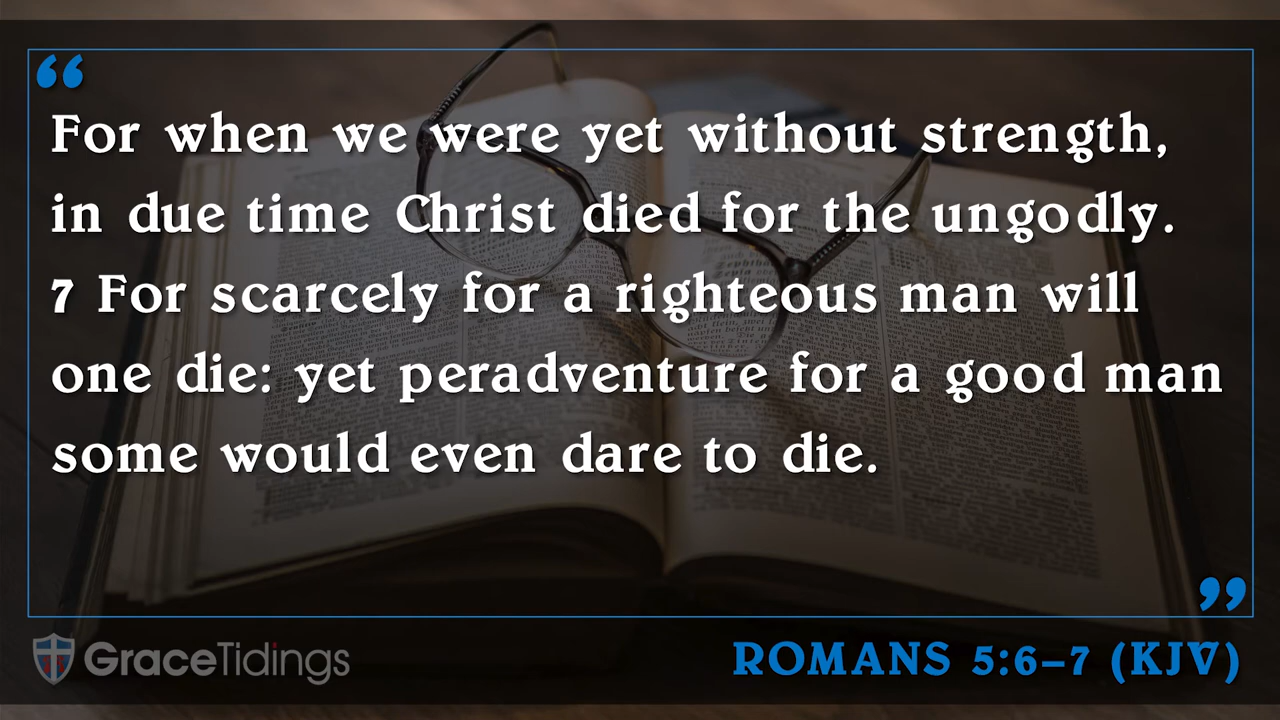 “
For when we were yet without strength,
in due time Christ died for the ungodly.
7 For scarcely for a righteous man will
one die: yet peradventure for a good man
some would even dare to die.
”
GraceTidings
ROMANS 5:6–7 (KJV)